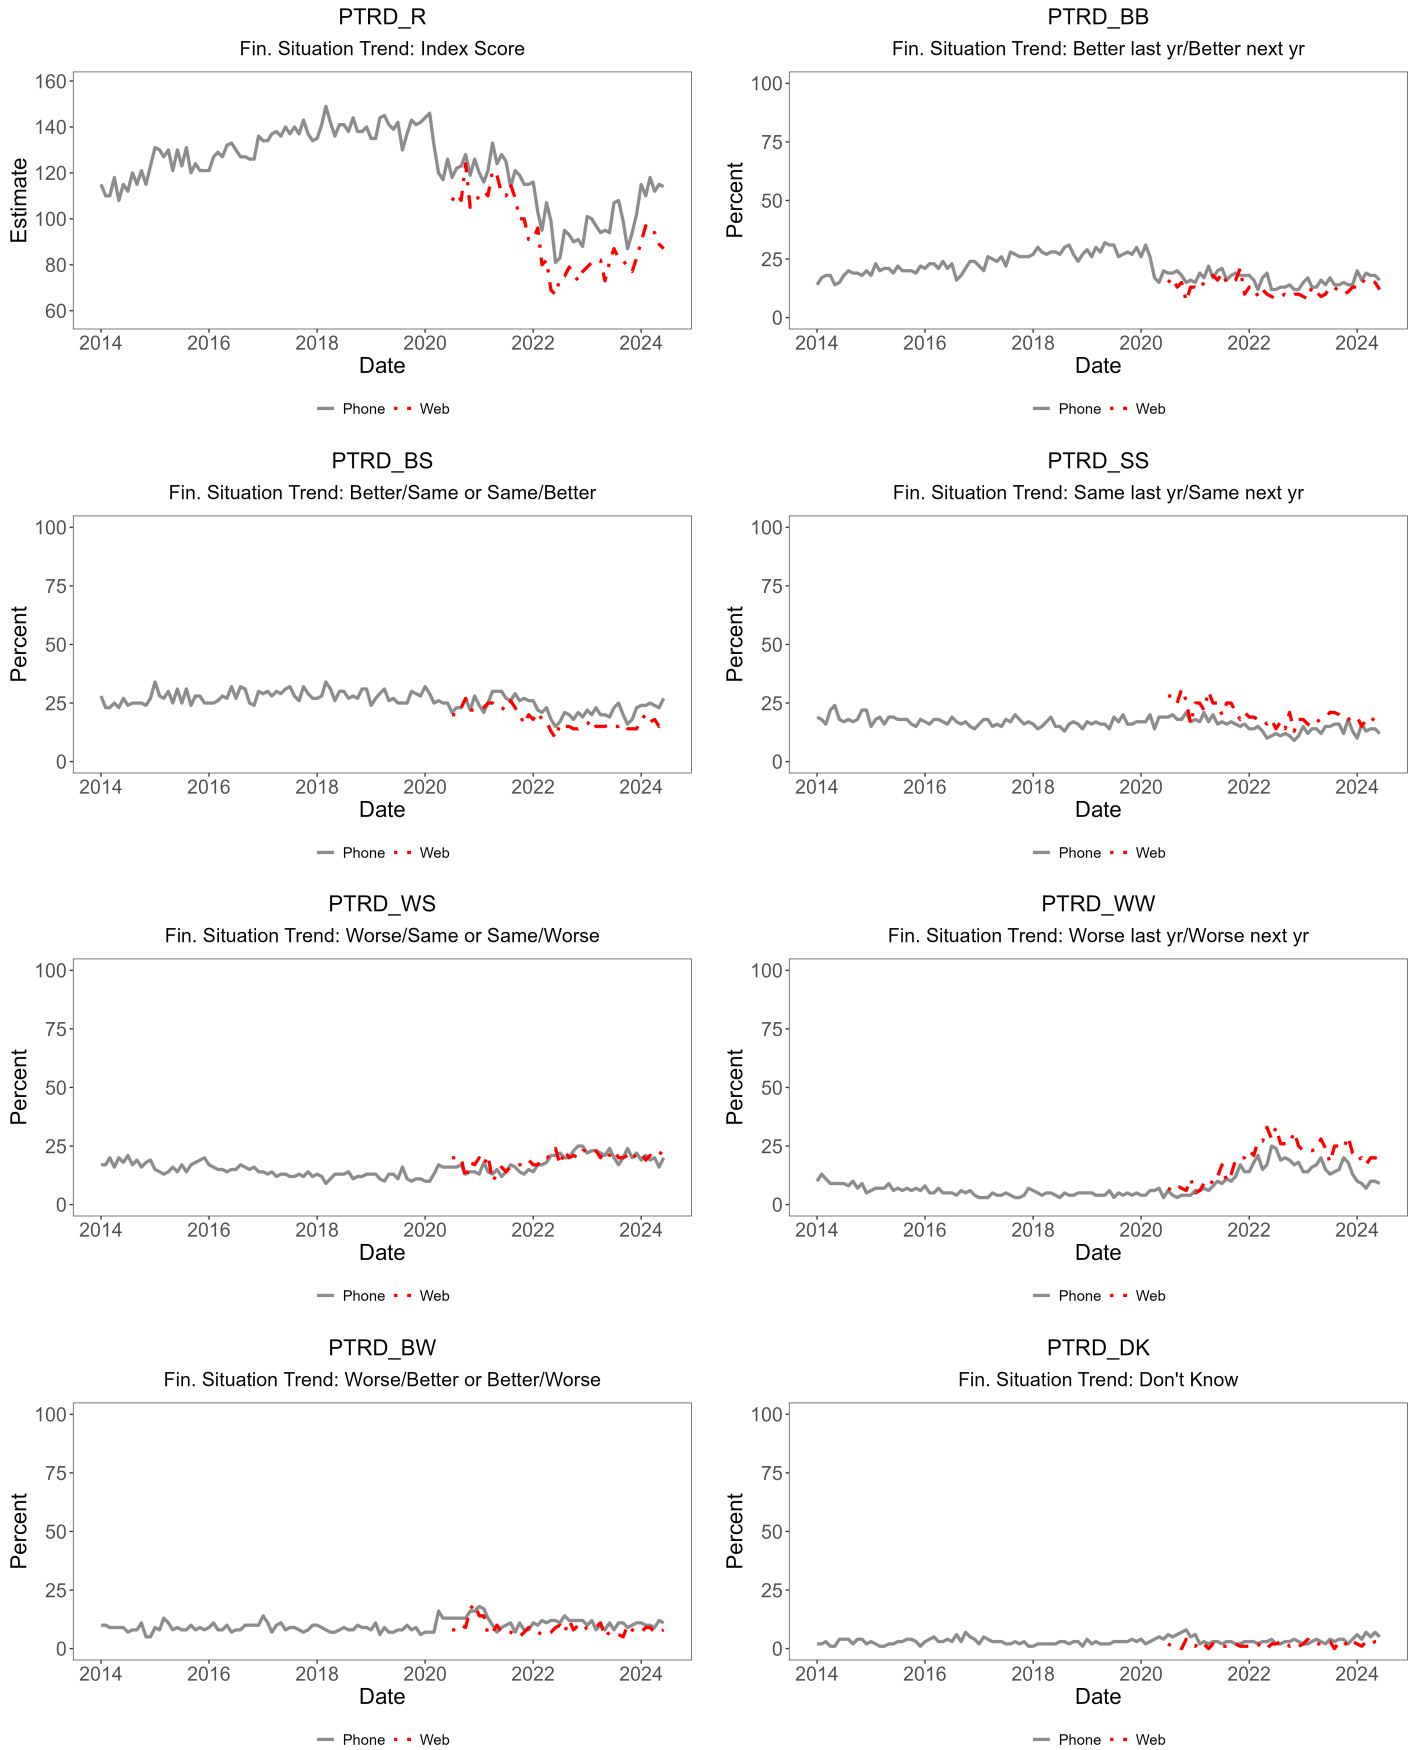 PTRD_R
Fin. Situation Trend: Index Score
Estimate
160
140
120
100
80
60
2014 2016 2018 2020 2022 2024
Date
Phone Web
PTRD_BB
Fin. Situation Trend: Better last yr/Better next yr
Percent
100
75
50
25
0
2014 2016 2018 2020 2022 2024
Date
Phone Web
PTRD_BS
Fin. Situation Trend: Better/Same or Same/Better
Percent
100
75
50
25
0
2014 2016 2018 2020 2022 2024
Date
Phone Web
PTRD_SS
Fin. Situation Trend: Same last yr/Same next yr
Percent
100
75
50
25
0
2014 2016 2018 2020 2022 2024
Date
Phone Web
PTRD_WS
Fin. Situation Trend: Worse/Same or Same/Worse
Percent
100
75
50
25
0
2014 2016 2018 2020 2022 2024
Date
Phone Web
PTRD_WW
Fin. Situation Trend: Worse last yr/Worse next yr
Percent
100
75
50
25
0
2014 2016 2018 2020 2022 2024
Date
Phone Web
PTRD_BW
Fin. Situation Trend: Worse/Better or Better/Worse
Percent
100
75
50
25
0
2014 2016 2018 2020 2022 2024
Date
Phone Web
PTRD_DK
Fin. Situation Trend: Don't Know
Percent
100
75
50
25
0
2014 2016 2018 2020 2022 2024
Date
Phone Web